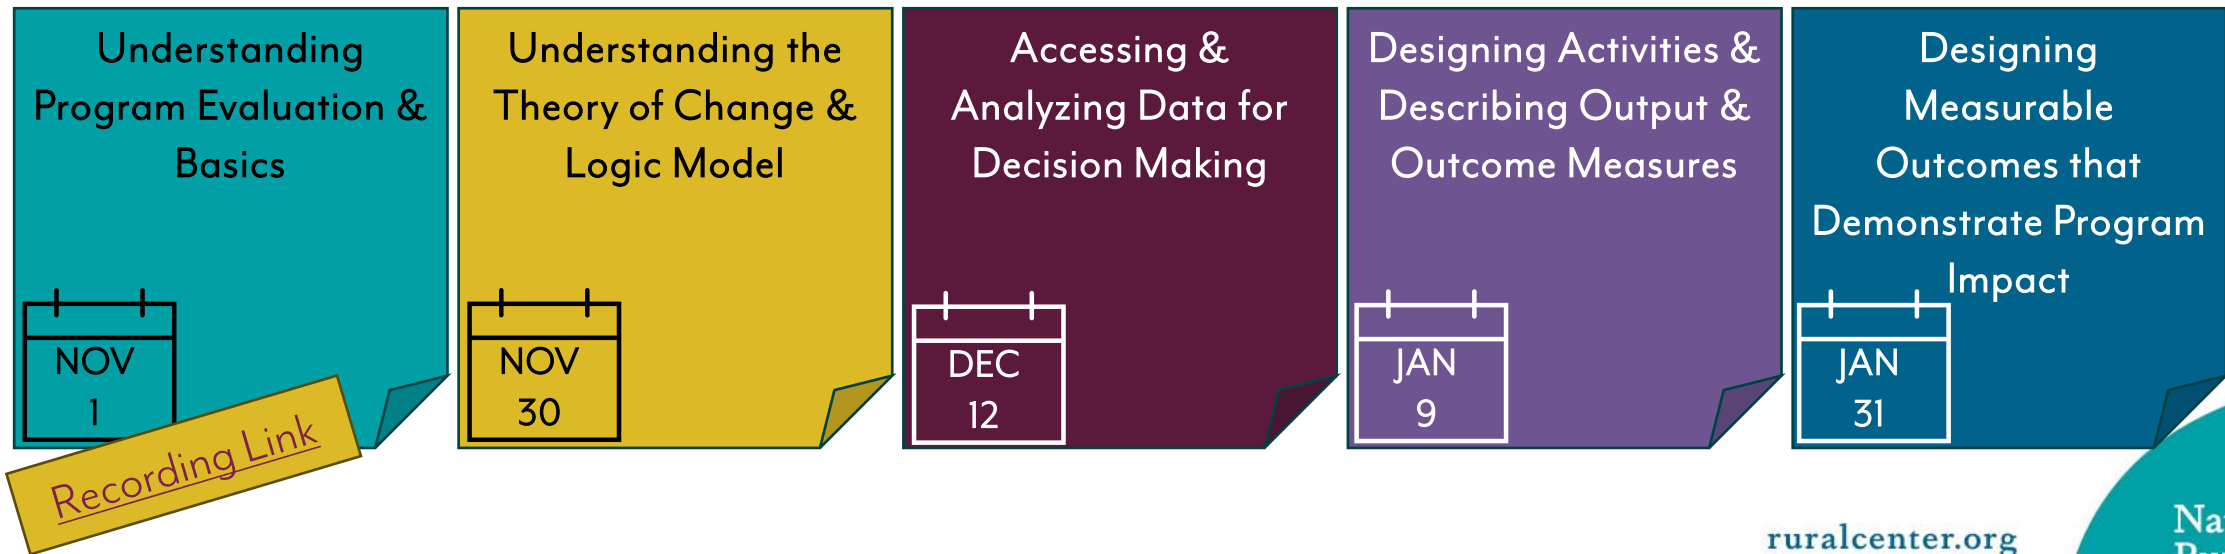 Understanding
Program Evaluation &
Basics
NOV
1
Recording Link
Understanding the
Theory of Change &
Logic Model
NOV
30
Accessing &
Analyzing Data for
Decision Making
DEC
12
Designing Activities &
Describing Output &
Outcome Measures
JAN
9
Designing
Measurable
Outcomes that
Demonstrate Program
Impact
JAN
31
ruralcenter.org